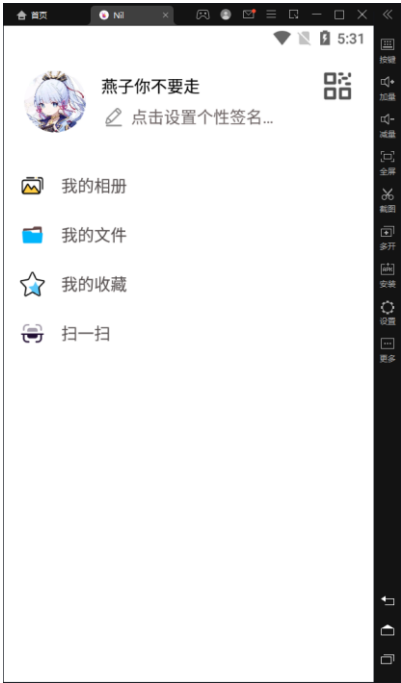 首页
Nil
5:31
燕子你不要走
点击设置个性签名...
我的相册
我的文件
我的收藏
扫一扫
按键
加量
减量
全屏
截图
多开
安装
设置
更多